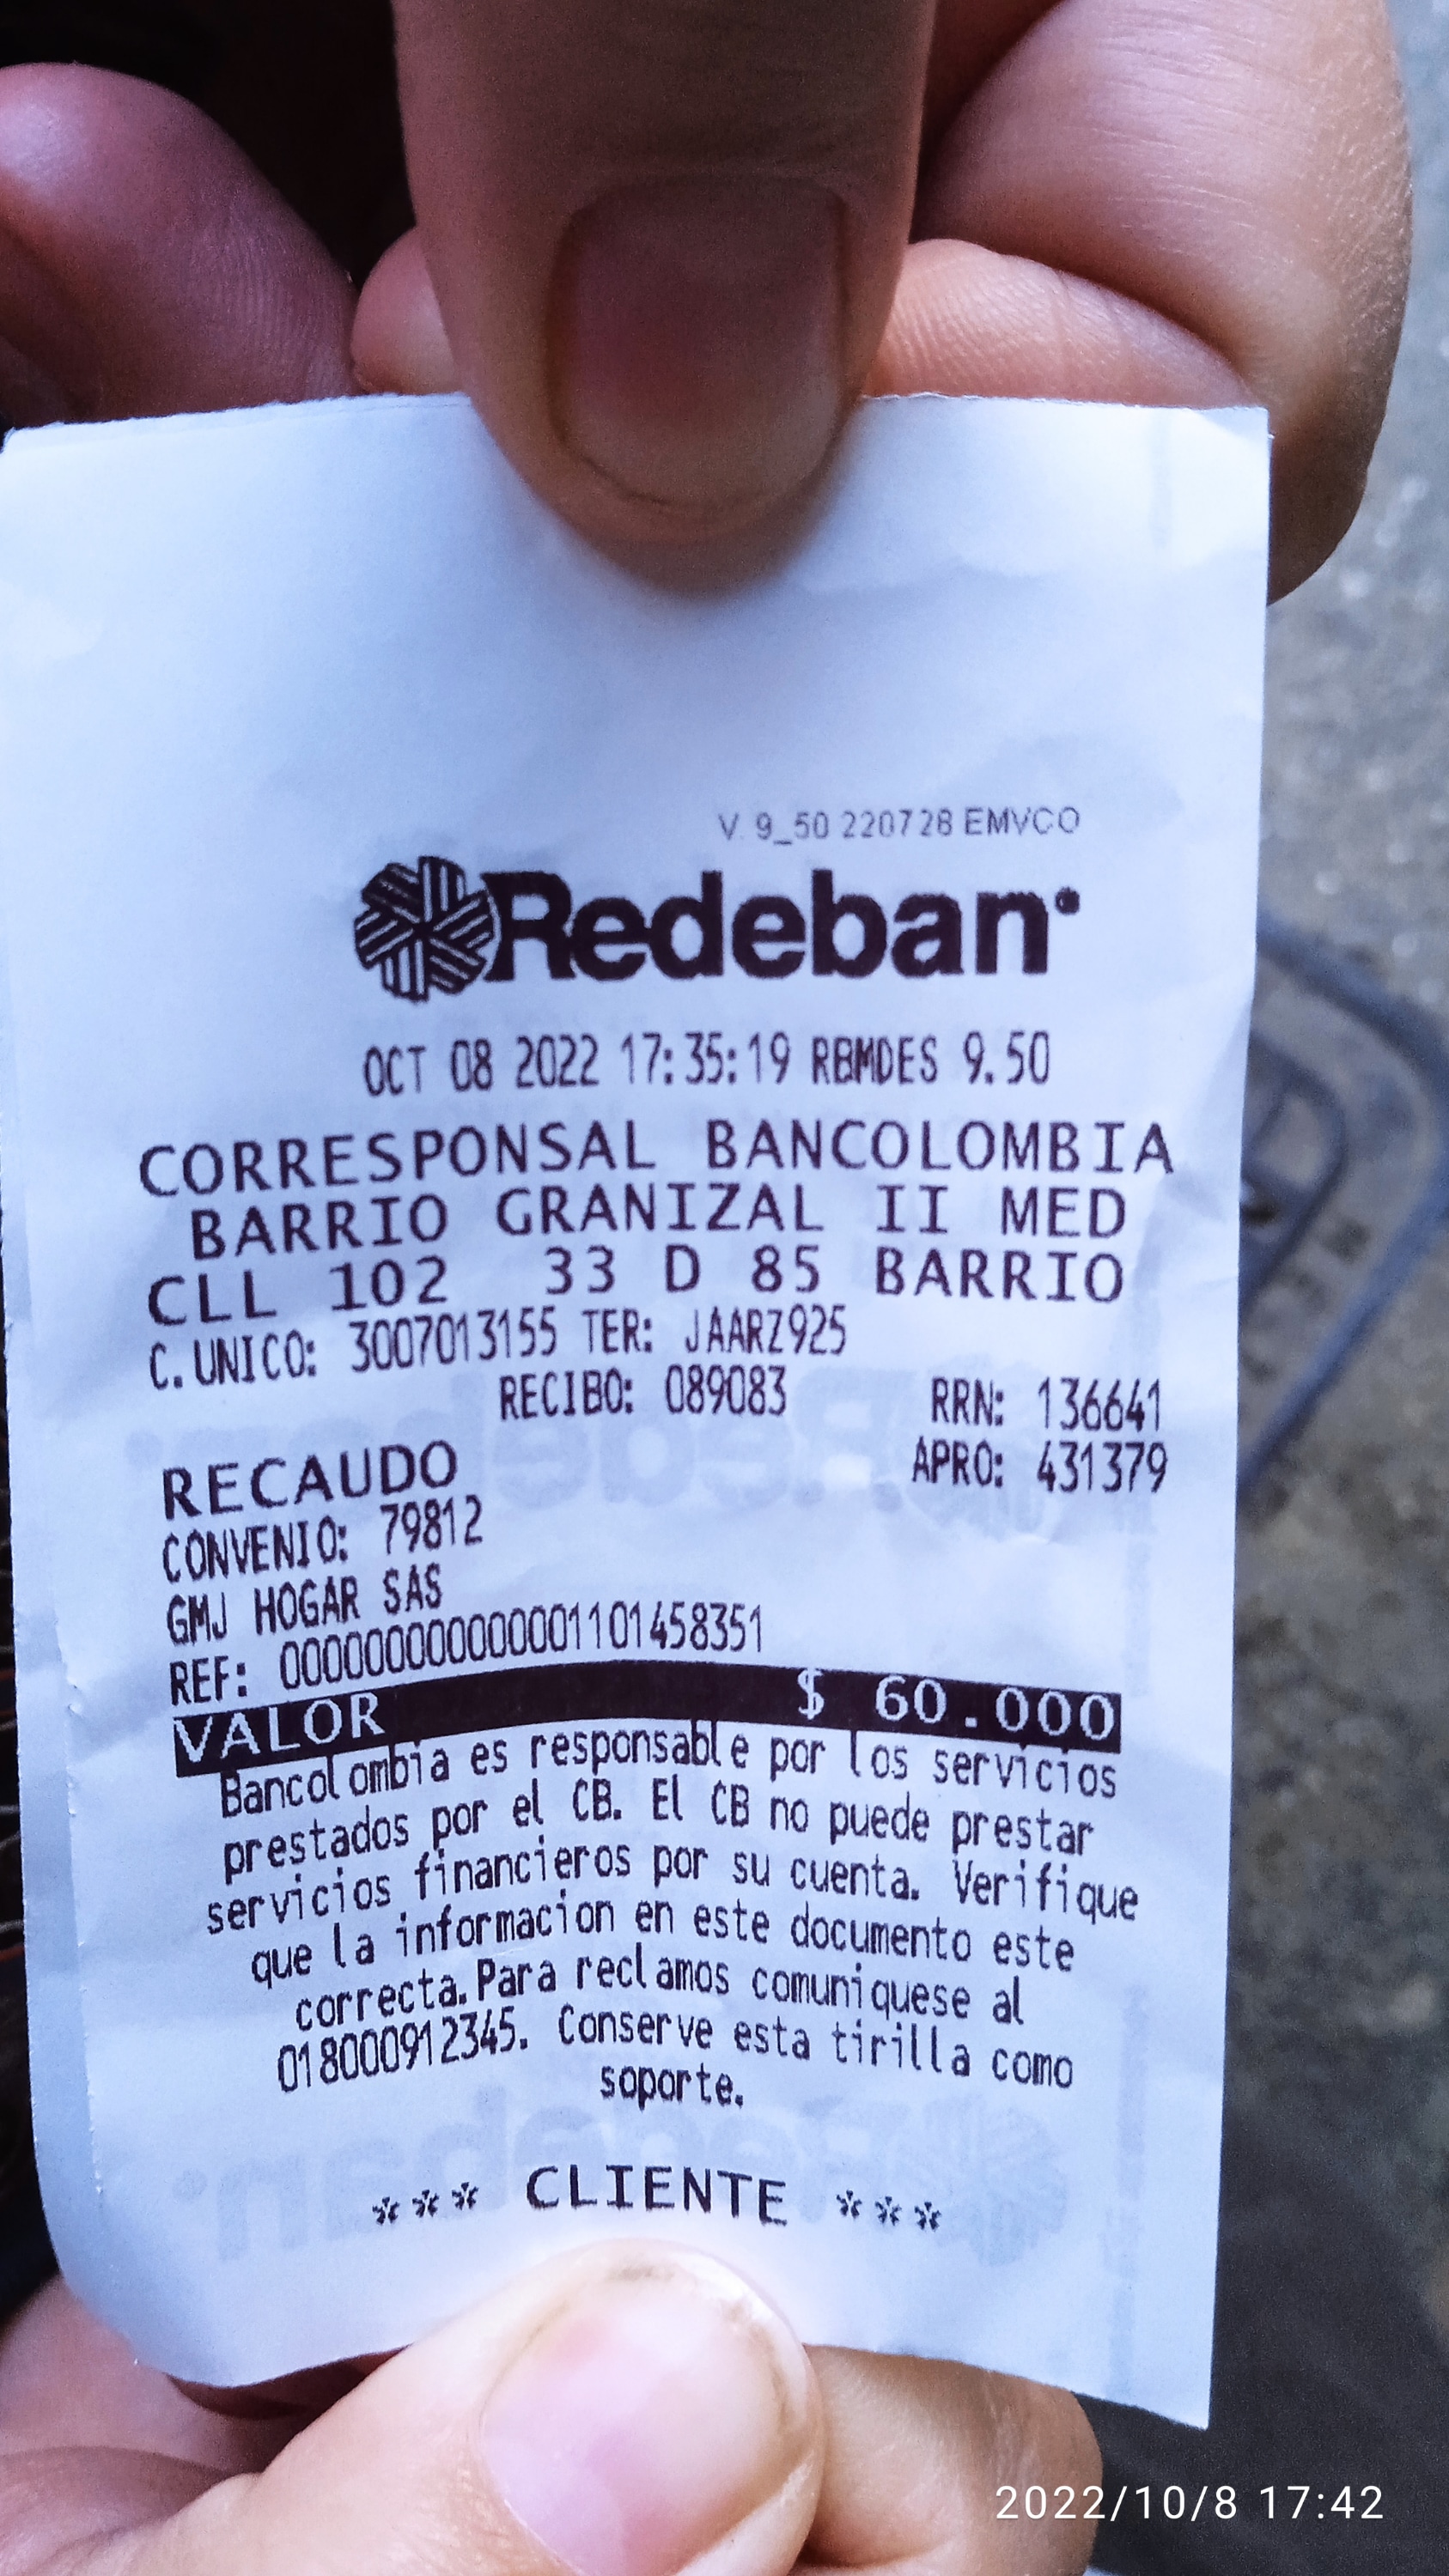 V. 9_50 220728 EMVCO
Redeban
OCT 08 2022 17:35:19 RBMDES 9.50
CORRESPONSAL BANCOLOMBIA
BARRIO GRANIZAL II MED
CLL 102 33 D 85 BARRIO
C.UNICO: 3007013155 TER: JAARZ925
RECIBO: 089083 RRN: 136641
RECAUDO APRO: 431379
CONVENIO: 79812
GMJ HOGAR SAS
REF: 00000000000001101458351
VALOR $ 60.000
Bancolombia es responsable por los servicios
prestados por el CB. El CB no puede prestar
servicios financieros por su cuenta. Verifique
que la informacion en este documento este
correcta.Para reclamos comuniquese al
018000912345. Conserve esta tirilla como
soporte.
*** CLIENTE ***
2022/10/8 17:42